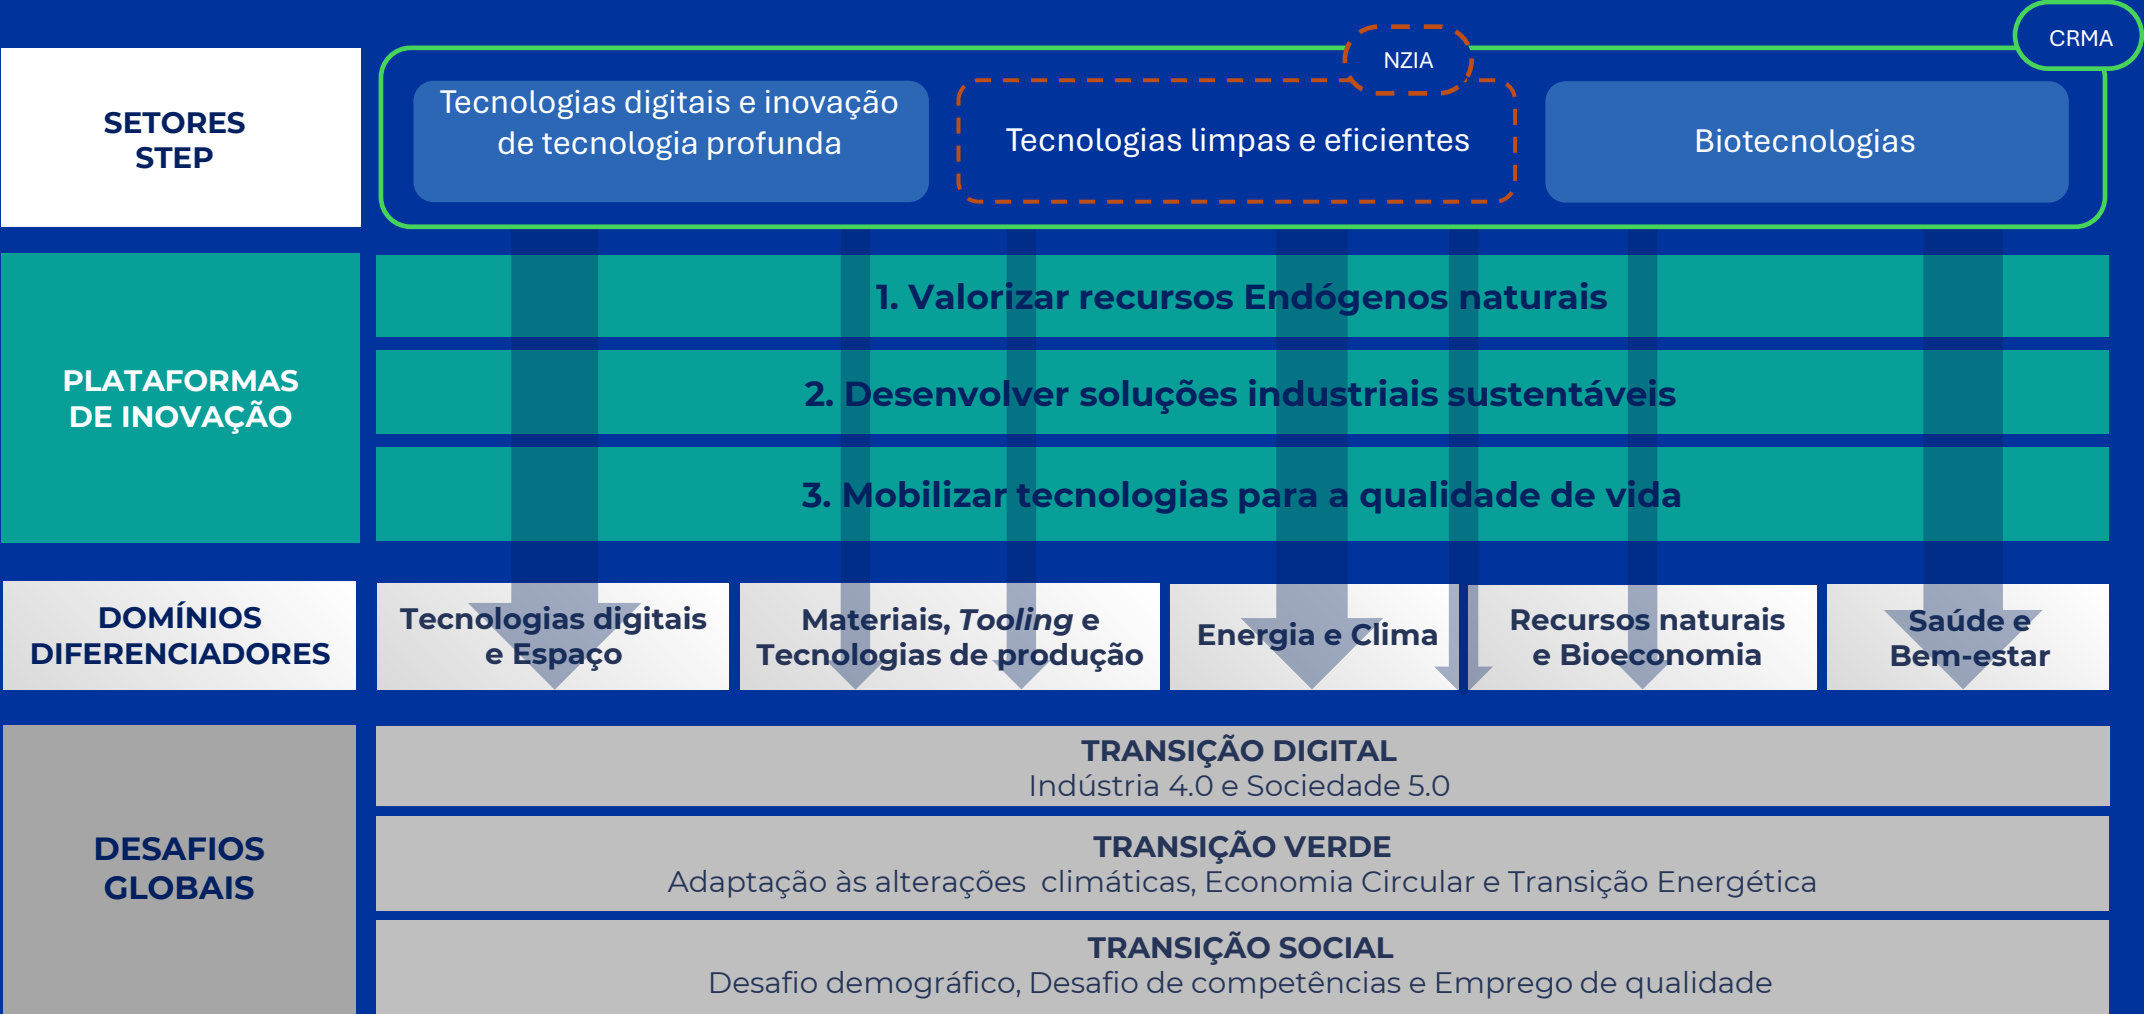 CRMA
NZIA
SETORES
STEP
Tecnologias digitais e inovação
de tecnologia profunda
Tecnologias limpas e eficientes
Biotecnologias
PLATAFORMAS
DE INOVAÇÃO
1. Valorizar recursos Endógenos naturais
2. Desenvolver soluções industriais sustentáveis
3. Mobilizar tecnologias para a qualidade de vida
DOMÍNIOS
DIFERENCIADORES
Tecnologias digitais
e Espaço
Materiais, Tooling e
Tecnologias de produção
Energia e Clima
Recursos naturais
e Bioeconomia
Saúde e
Bem-estar
DESAFIOS
GLOBAIS
TRANSIÇÃO DIGITAL
Indústria 4.0 e Sociedade 5.0
TRANSIÇÃO VERDE
Adaptação às alterações  climáticas, Economia Circular e Transição Energética
TRANSIÇÃO SOCIAL
Desafio demográfico, Desafio de competências e Emprego de qualidade